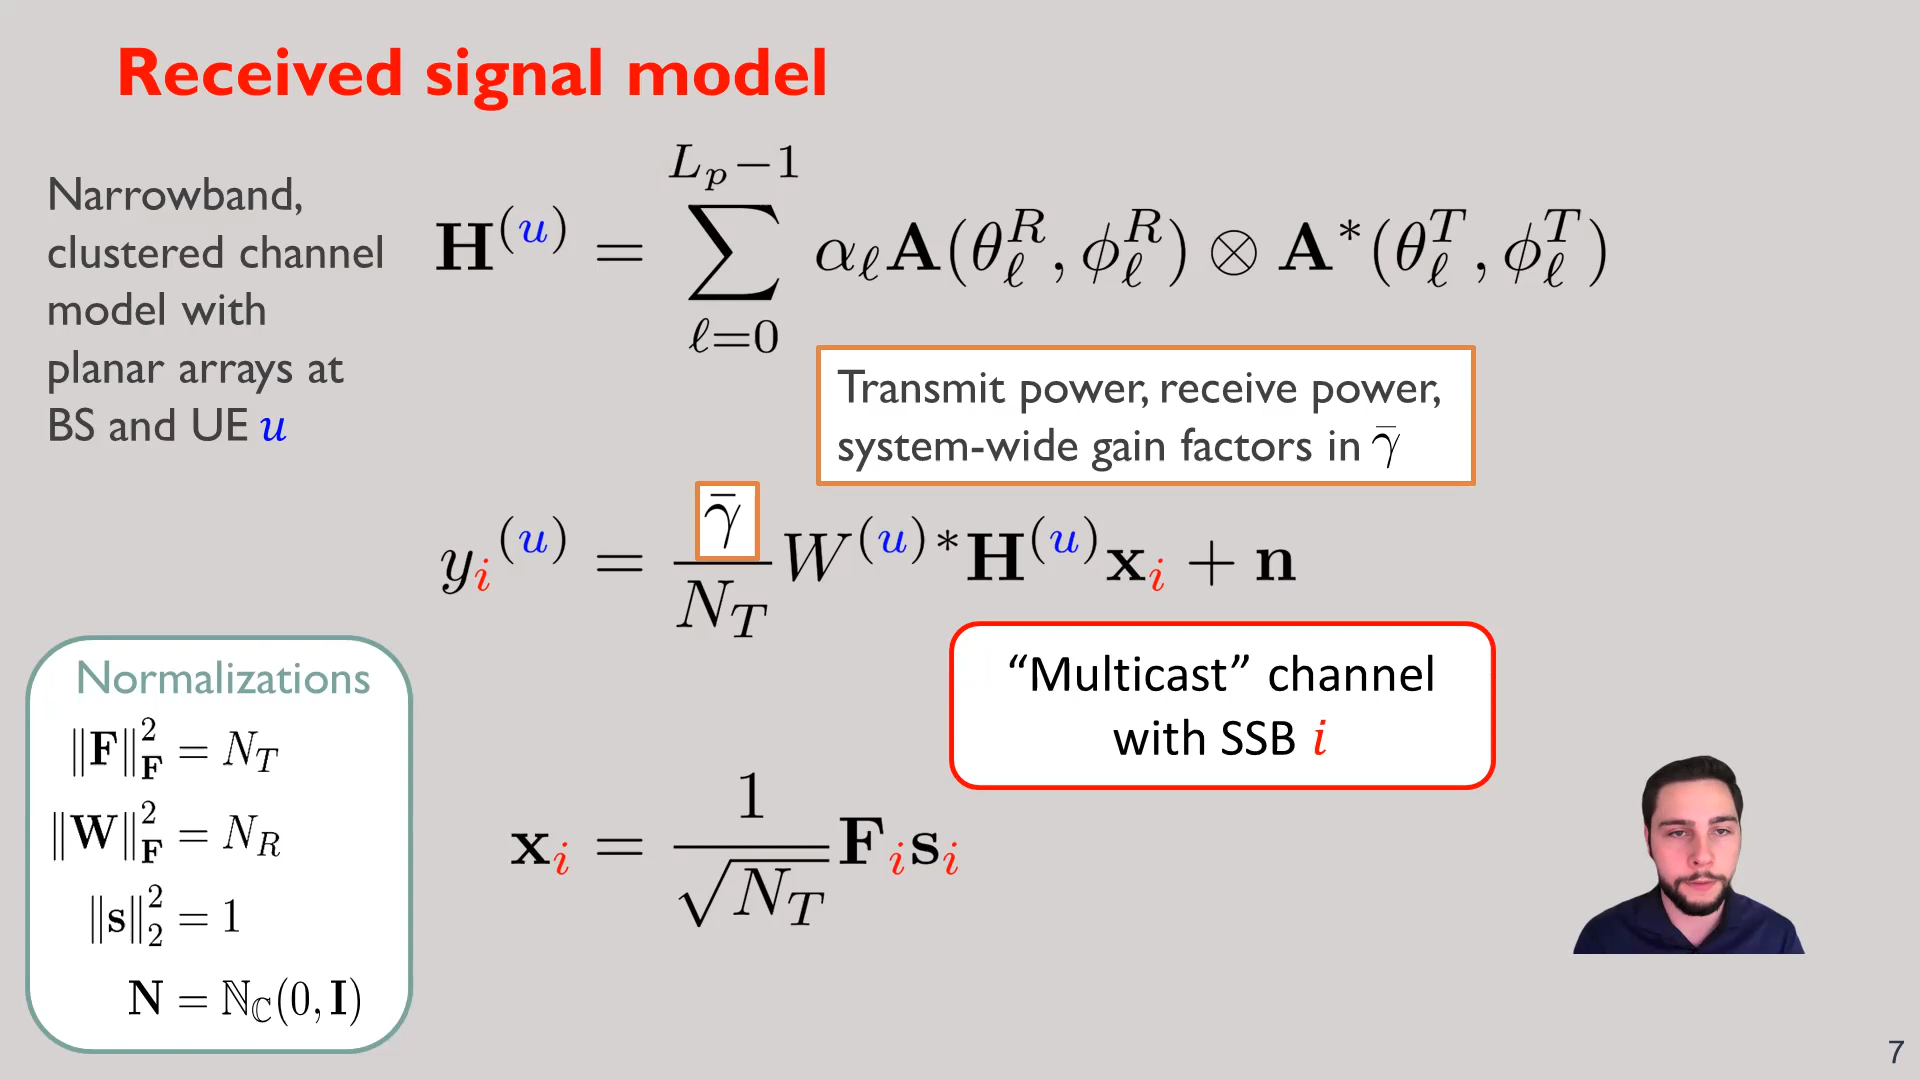 Received signal model
Narrowband,
clustered channel
model with
planar arrays at
BS and UE u
H^(u) = ∑_{ℓ=0}^{L_p−1} α_ℓ A(θ_ℓ^R, ϕ_ℓ^R) ⊗ A*(θ_ℓ^T, ϕ_ℓ^T)
Transmit power, receive power,
system-wide gain factors in γ̄
y_i^(u) = γ̄/N_T W^(u)* H^(u) x_i + n
“Multicast” channel
with SSB i
x_i = 1/√N_T F_i s_i
Normalizations
‖F‖_F^2 = N_T
‖W‖_F^2 = N_R
‖s‖_2^2 = 1
N = ℕ_ℂ(0, I)
7